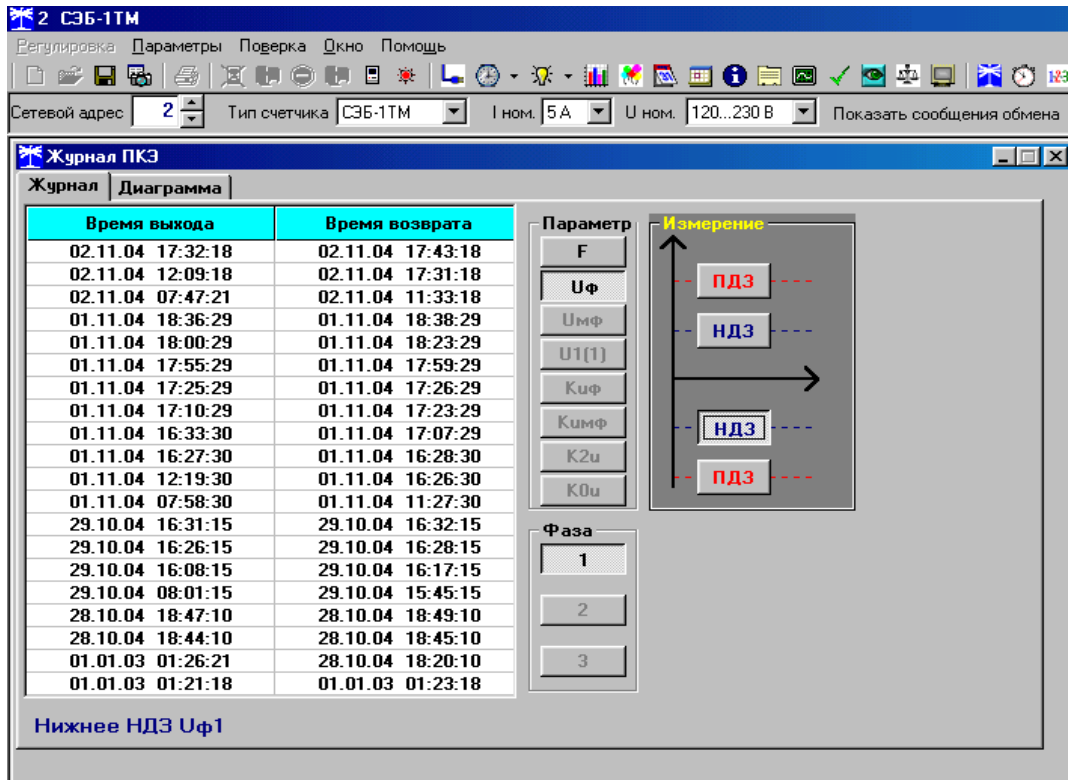 2 СЭБ-1ТМ
Регулировка Параметры Поверка Окно Помощь
Сетевой адрес 2 Тип счетчика СЭБ-1ТМ I ном. 5 А U ном. 120...230 В Показать сообщения обмена
Журнал ПКЭ
Журнал Диаграмма
Время выхода Время возврата
02.11.04 17:32:18 02.11.04 17:43:18
02.11.04 12:09:18 02.11.04 17:31:18
02.11.04 07:47:21 02.11.04 11:33:18
01.11.04 18:36:29 01.11.04 18:38:29
01.11.04 18:00:29 01.11.04 18:23:29
01.11.04 17:55:29 01.11.04 17:59:29
01.11.04 17:25:29 01.11.04 17:26:29
01.11.04 17:10:29 01.11.04 17:23:29
01.11.04 16:33:30 01.11.04 17:07:29
01.11.04 16:27:30 01.11.04 16:28:30
01.11.04 12:19:30 01.11.04 16:26:30
01.11.04 07:58:30 01.11.04 11:27:30
29.10.04 16:31:15 29.10.04 16:32:15
29.10.04 16:26:15 29.10.04 16:28:15
29.10.04 16:08:15 29.10.04 16:17:15
29.10.04 08:01:15 29.10.04 15:45:15
28.10.04 18:47:10 28.10.04 18:49:10
28.10.04 18:44:10 28.10.04 18:45:10
01.01.03 01:26:21 28.10.04 18:20:10
01.01.03 01:21:18 01.01.03 01:23:18
Параметр
F
Uф
Uмф
U1(1)
Kuф
Kuмф
K2u
K0u
Фаза
1
2
3
Измерение
ПДЗ
НДЗ
НДЗ
ПДЗ
Нижнее НДЗ Uф1